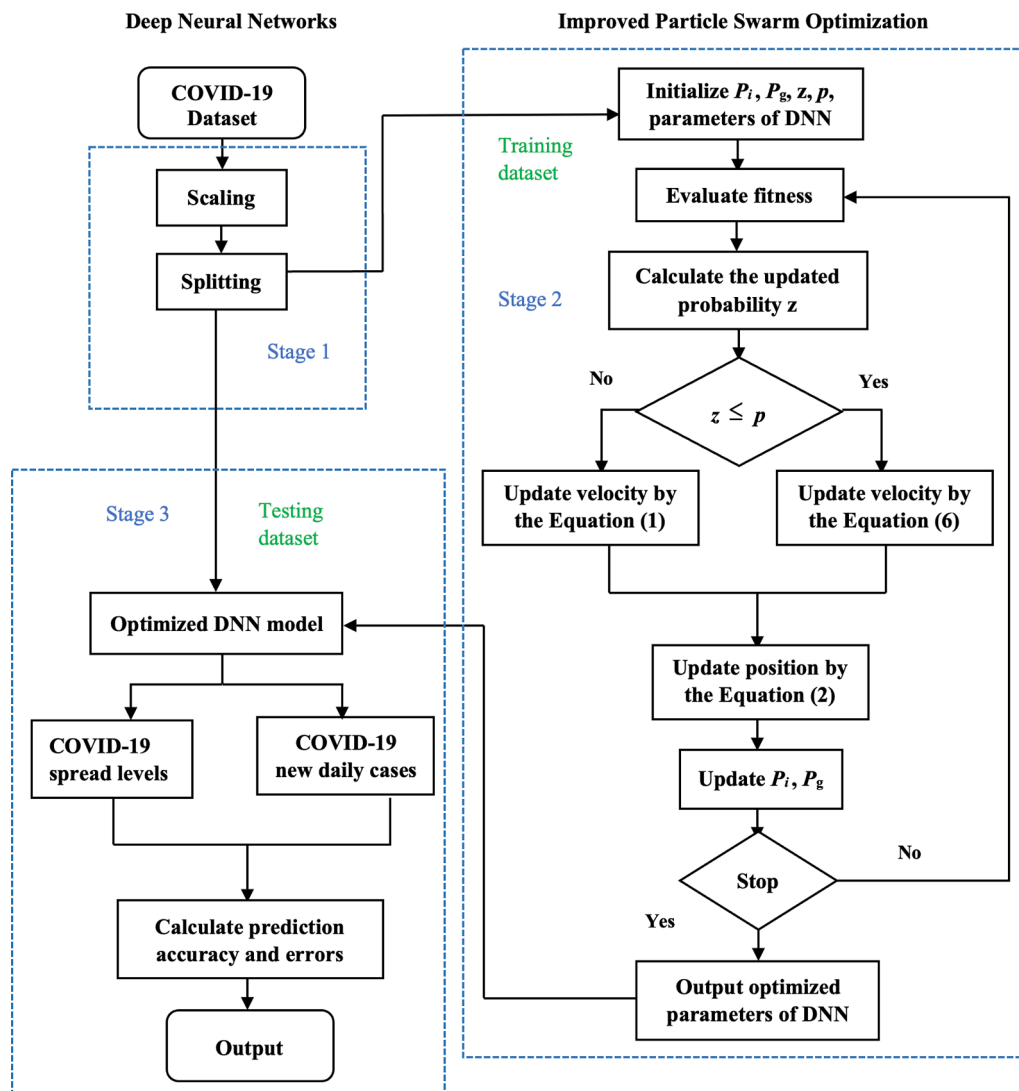 Deep Neural Networks
COVID-19
Dataset
Scaling
Splitting
Stage 1
Stage 3
Testing
dataset
Optimized DNN model
COVID-19
spread levels
COVID-19
new daily cases
Calculate prediction
accuracy and errors
Output
Improved Particle Swarm Optimization
Initialize Pi, Pg, z, p,
parameters of DNN
Training
dataset
Evaluate fitness
Calculate the updated
probability z
Stage 2
No
Yes
z ≤ p
Update velocity by
the Equation (1)
Update velocity by
the Equation (6)
Update position by
the Equation (2)
Update Pi, Pg
No
Stop
Yes
Output optimized
parameters of DNN